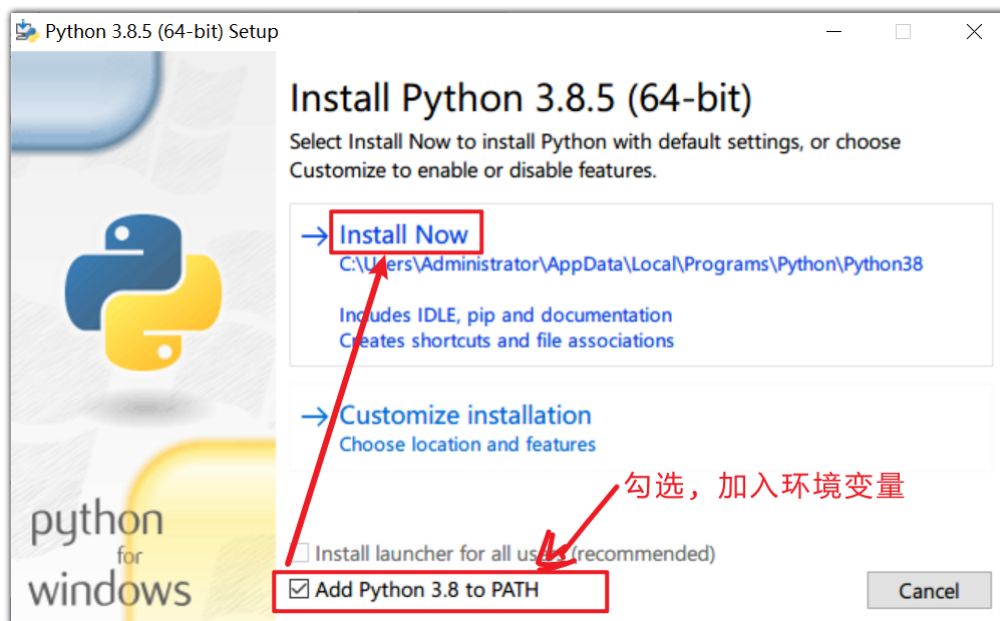 Python 3.8.5 (64-bit) Setup
Install Python 3.8.5 (64-bit)
Select Install Now to install Python with default settings, or choose
Customize to enable or disable features.
Install Now
C:\Users\Administrator\AppData\Local\Programs\Python\Python38
Includes IDLE, pip and documentation
Creates shortcuts and file associations
Customize installation
Choose location and features
勾选，加入环境变量
Install launcher for all users (recommended)
Add Python 3.8 to PATH
python
for
windows
Cancel